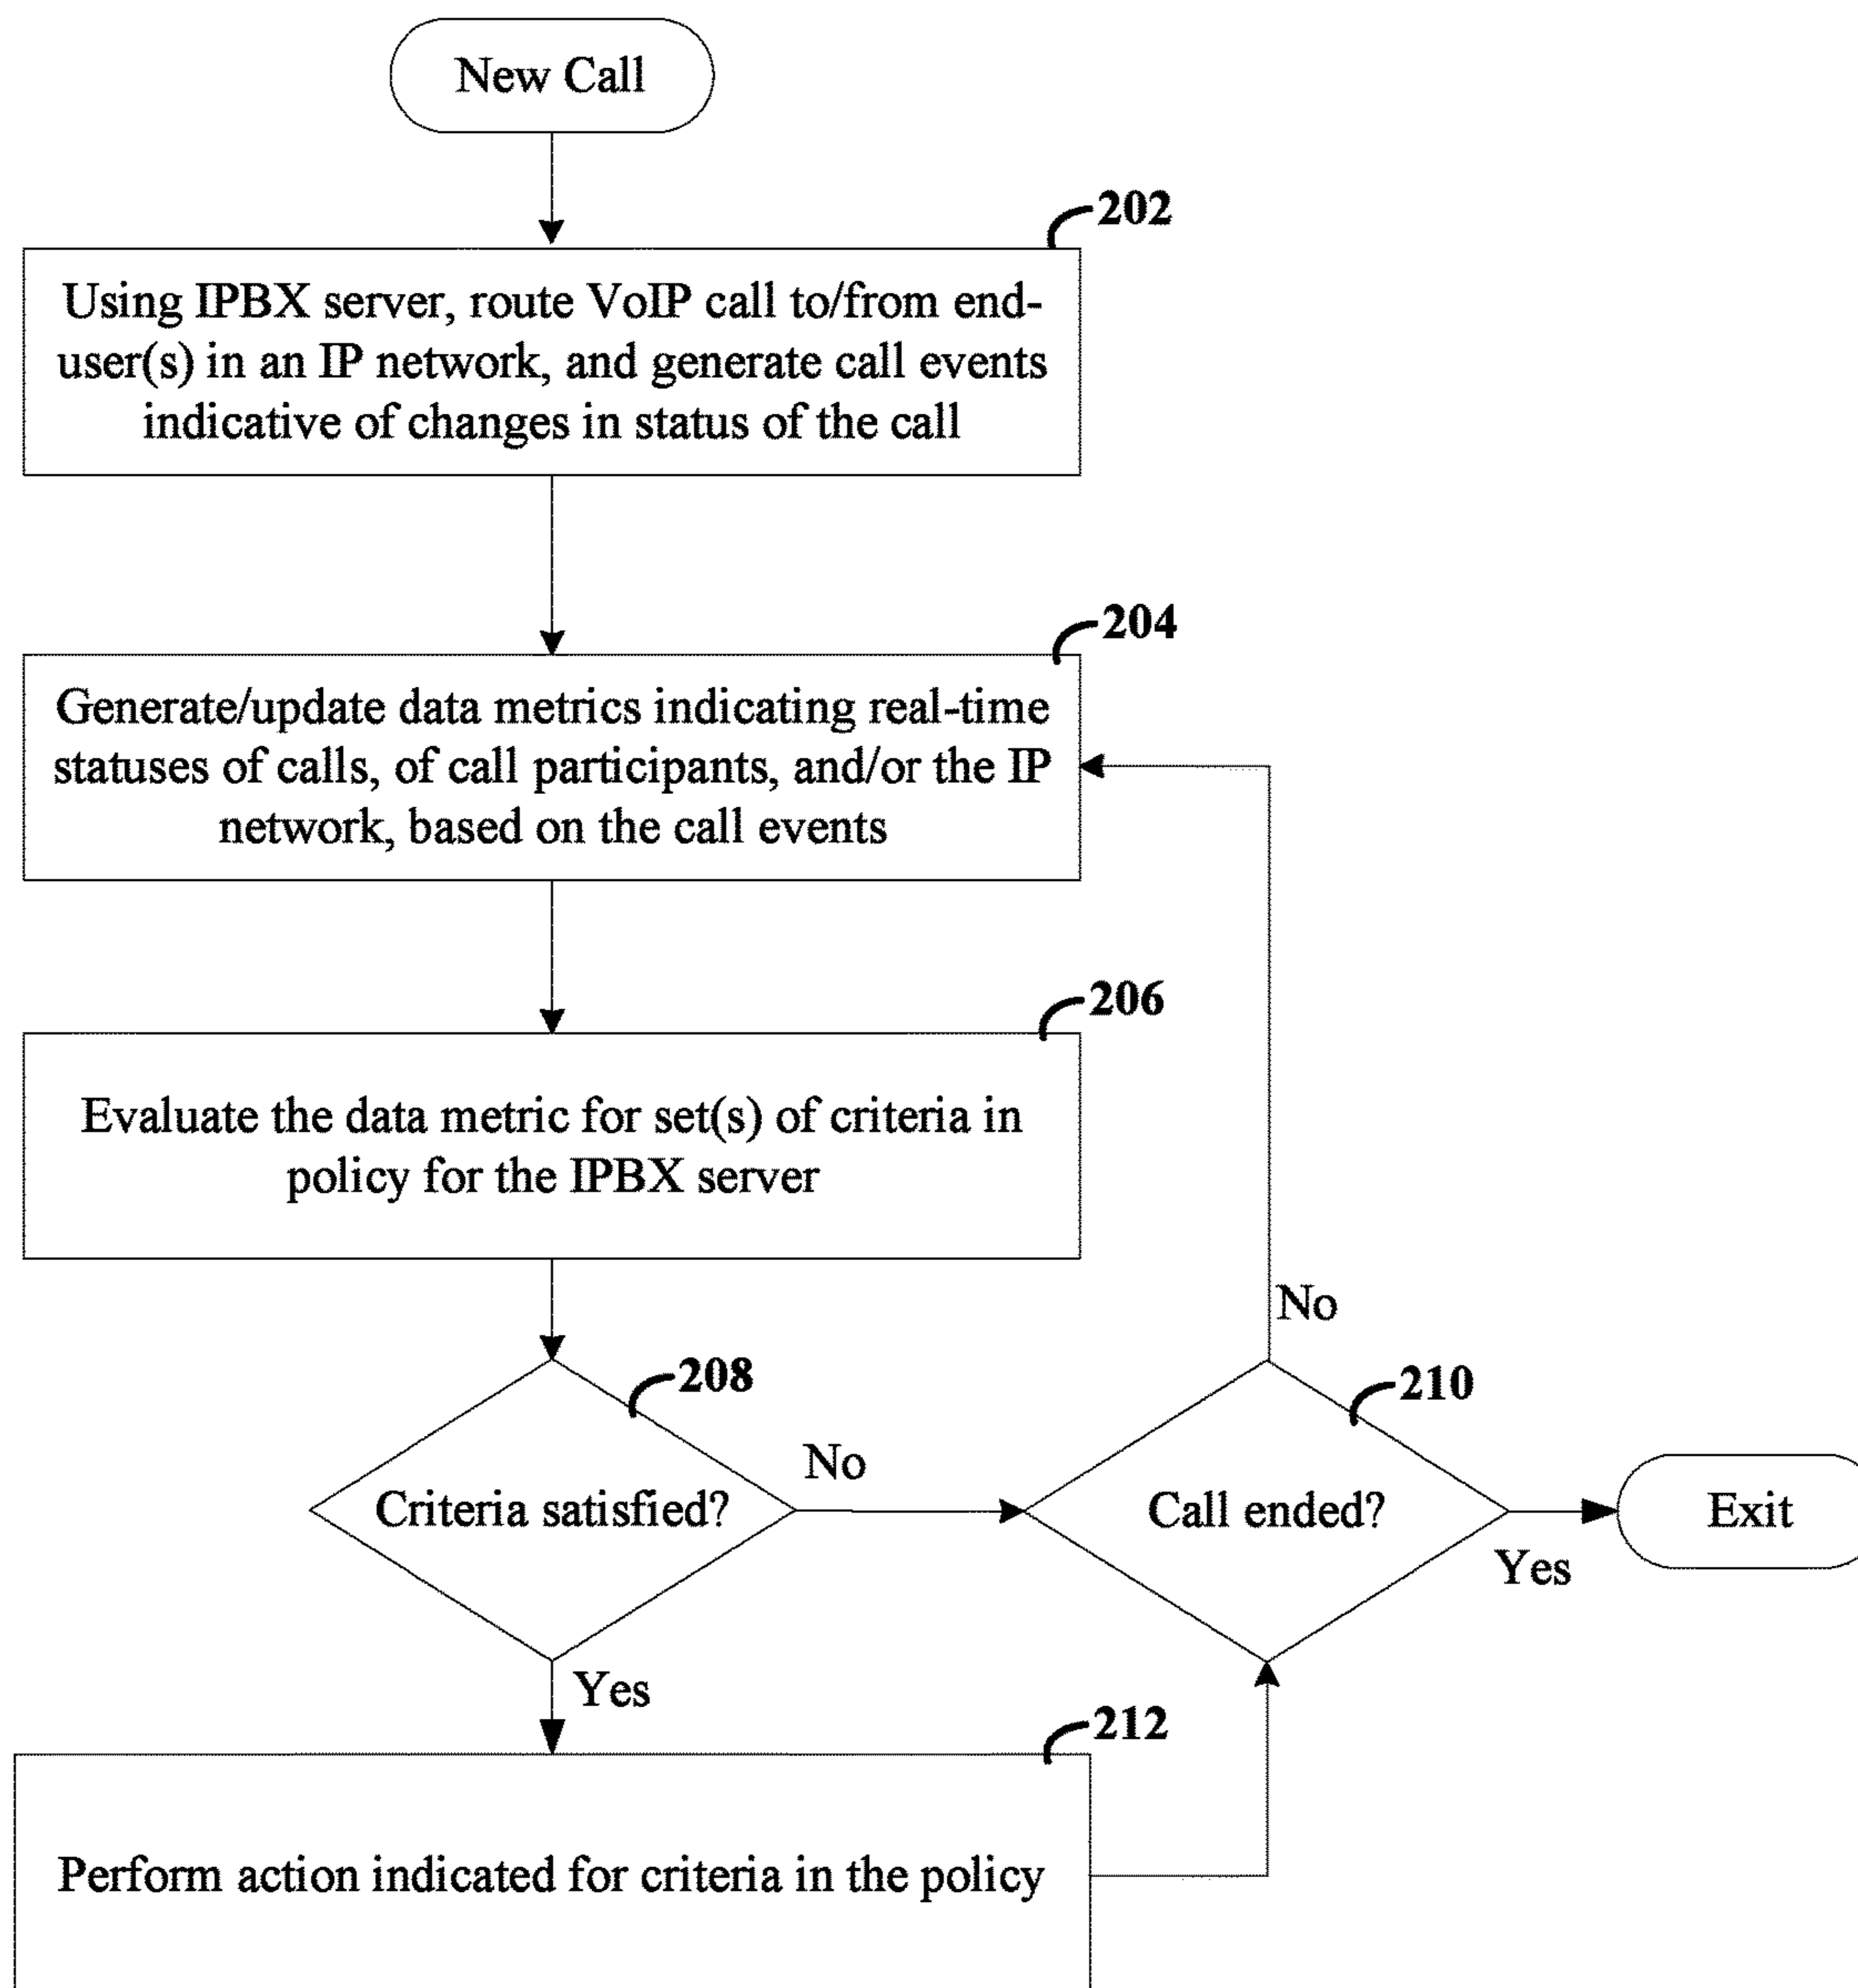 New Call
202
Using IPBX server, route VoIP call to/from end-
user(s) in an IP network, and generate call events
indicative of changes in status of the call
204
Generate/update data metrics indicating real-time
statuses of calls, of call participants, and/or the IP
network, based on the call events
206
Evaluate the data metric for set(s) of criteria in
policy for the IPBX server
No
208
210
No
Criteria satisfied?
Call ended?
Exit
Yes
Yes
212
Perform action indicated for criteria in the policy